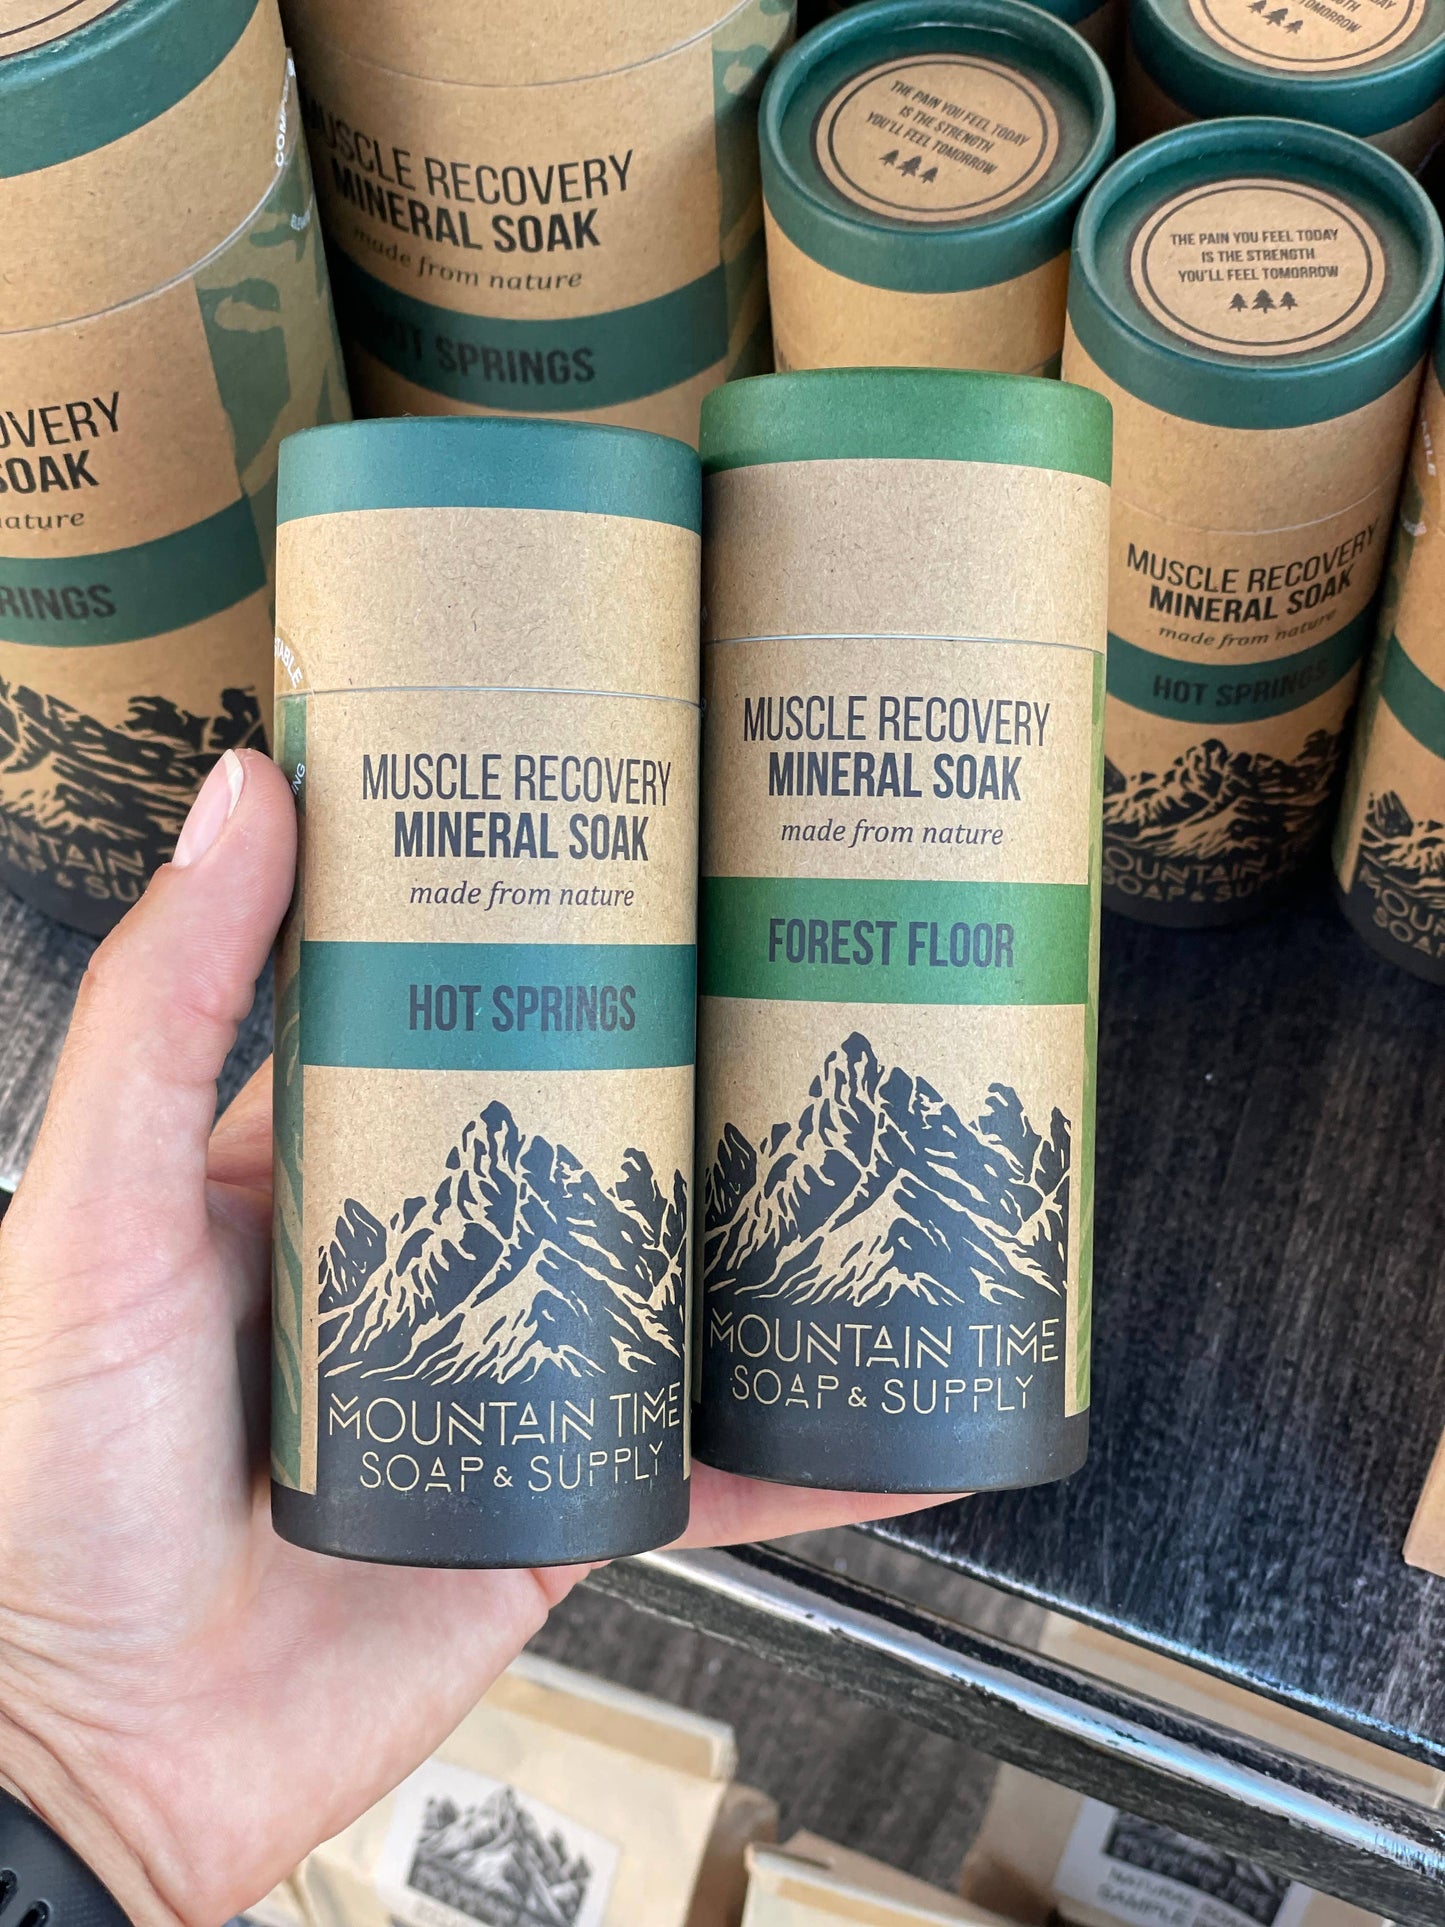 MUSCLE RECOVERY
MINERAL SOAK
made from nature
HOT SPRINGS
THE PAIN YOU FEEL TODAY
IS THE STRENGTH
YOU'LL FEEL TOMORROW
THE PAIN YOU FEEL TODAY
IS THE STRENGTH
YOU'LL FEEL TOMORROW
TOMORROW
SOAK
MUSCLE RECOVERY
MINERAL SOAK
made from nature
HOT SPRINGS
MOUNTAIN TIME
SOAP & SUPPLY
MUSCLE RECOVERY
MINERAL SOAK
made from nature
FOREST FLOOR
MOUNTAIN TIME
SOAP & SUPPLY
MUSCLE RECOVERY
MINERAL SOAK
made from nature
HOT SPRINGS